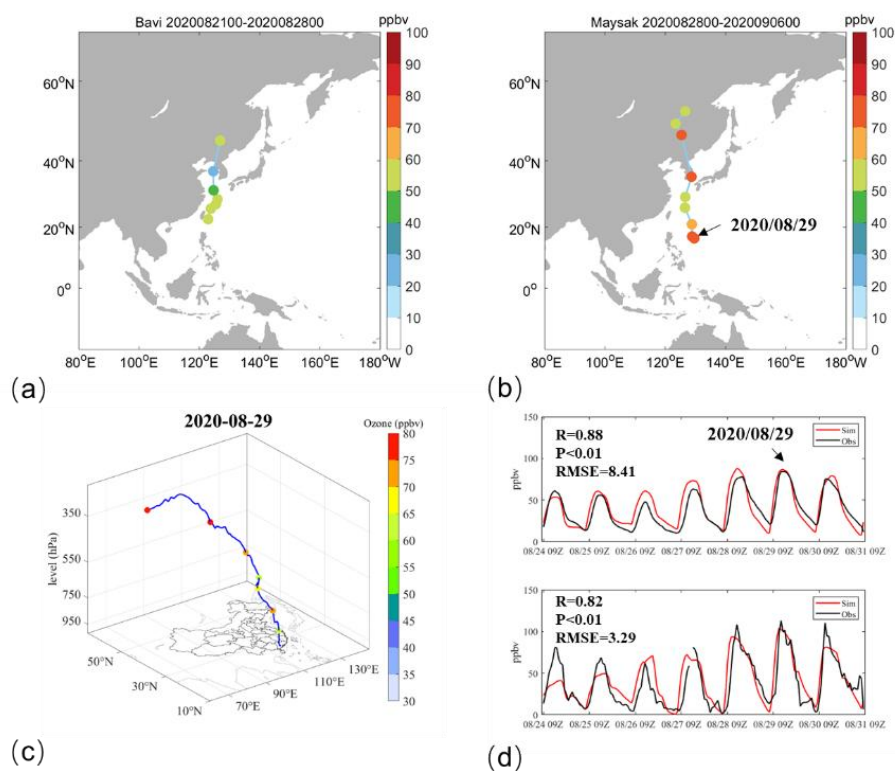 Bavi 2020082100-2020082800
ppbv
100
90
80
70
60
50
40
30
20
10
0
60°N
40°N
20°N
0°
80°E
100°E
120°E
140°E
160°E
180°W
(a)
Maysak 2020082800-2020090600
ppbv
100
90
80
70
60
50
40
30
20
10
0
60°N
40°N
20°N
0°
2020/08/29
80°E
100°E
120°E
140°E
160°E
180°W
(b)
2020-08-29
Ozone (ppbv)
80
75
70
65
60
55
50
45
40
35
30
level (hPa)
350
550
750
950
50°N
30°N
10°N
70°E
90°E
110°E
130°E
(c)
R=0.88
P<0.01
RMSE=8.41
2020/08/29
Sim
Obs
ppbv
150
100
50
0
08/24 09Z 08/25 09Z 08/26 09Z 08/27 09Z 08/28 09Z 08/29 09Z 08/30 09Z 08/31 09Z
R=0.82
P<0.01
RMSE=3.29
Sim
Obs
ppbv
150
100
50
0
08/24 09Z 08/25 09Z 08/26 09Z 08/27 09Z 08/28 09Z 08/29 09Z 08/30 09Z 08/31 09Z
(d)